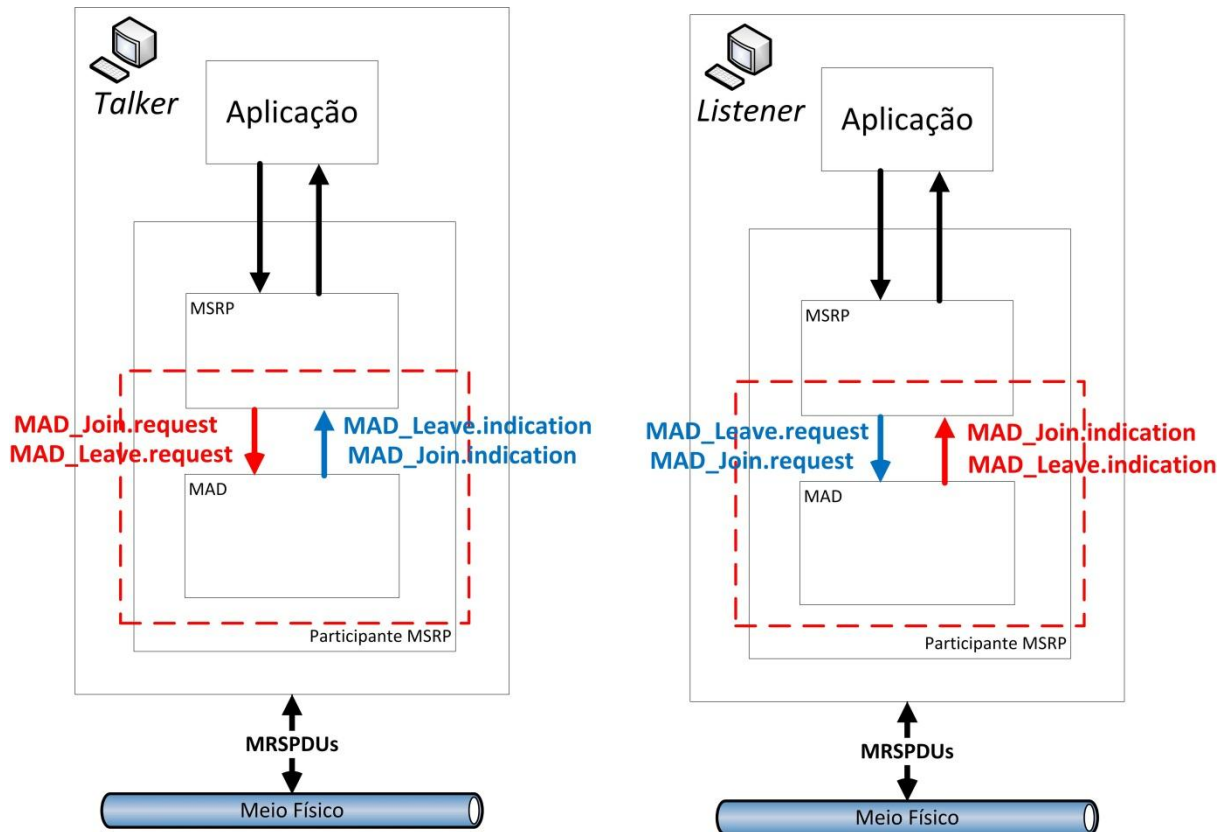 Talker
Aplicação
MSRP
MAD_Join.request
MAD_Leave.request
MAD_Leave.indication
MAD_Join.indication
MAD
Participante MSRP
MRSPDUs
Meio Físico
Listener
Aplicação
MSRP
MAD_Leave.request
MAD_Join.request
MAD_Join.indication
MAD_Leave.indication
MAD
Participante MSRP
MRSPDUs
Meio Físico